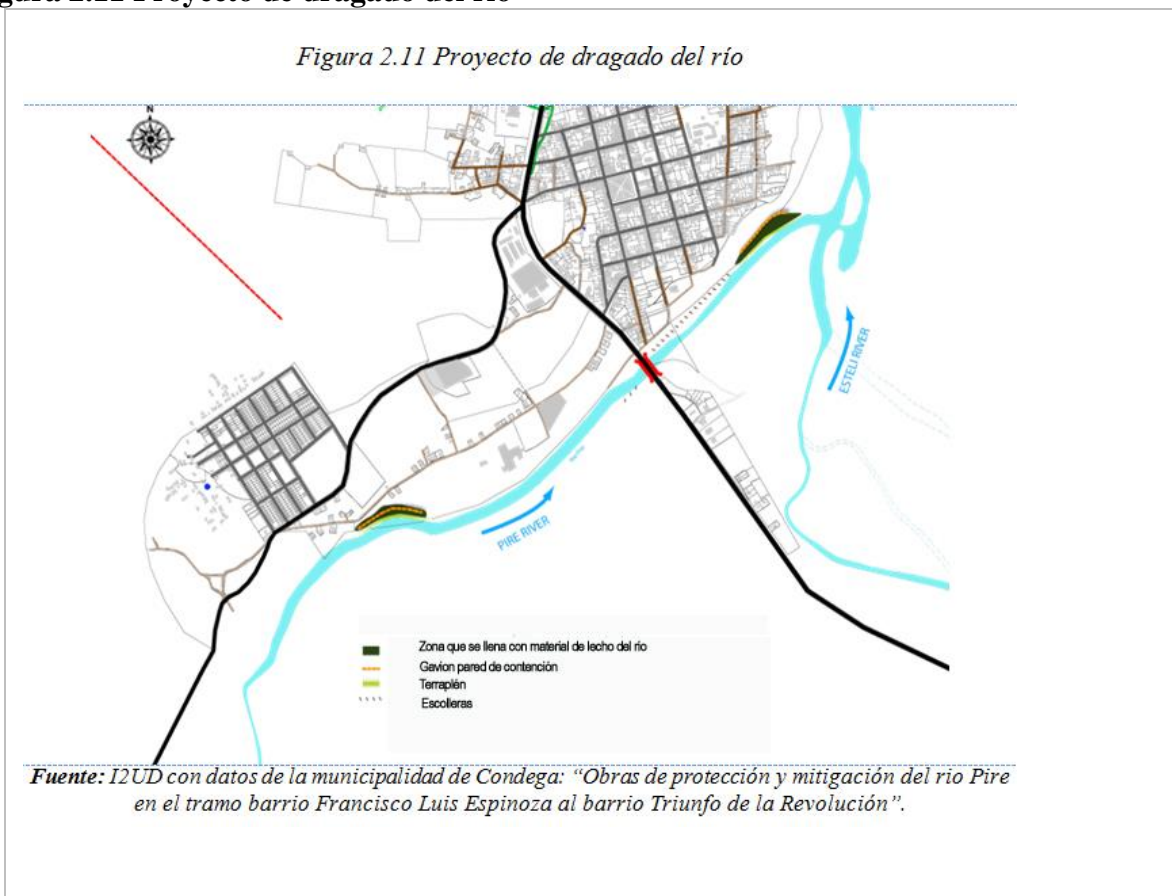 Figura 2.11 Proyecto de dragado del río
N
ESTELI RIVER
PIRE RIVER
Zona que se llena con material de lecho del río
Gavion pared de contención
Terraplén
Escolleras
Fuente: I2UD con datos de la municipalidad de Condega: “Obras de protección y mitigación del rio Pire
en el tramo barrio Francisco Luis Espinoza al barrio Triunfo de la Revolución”.